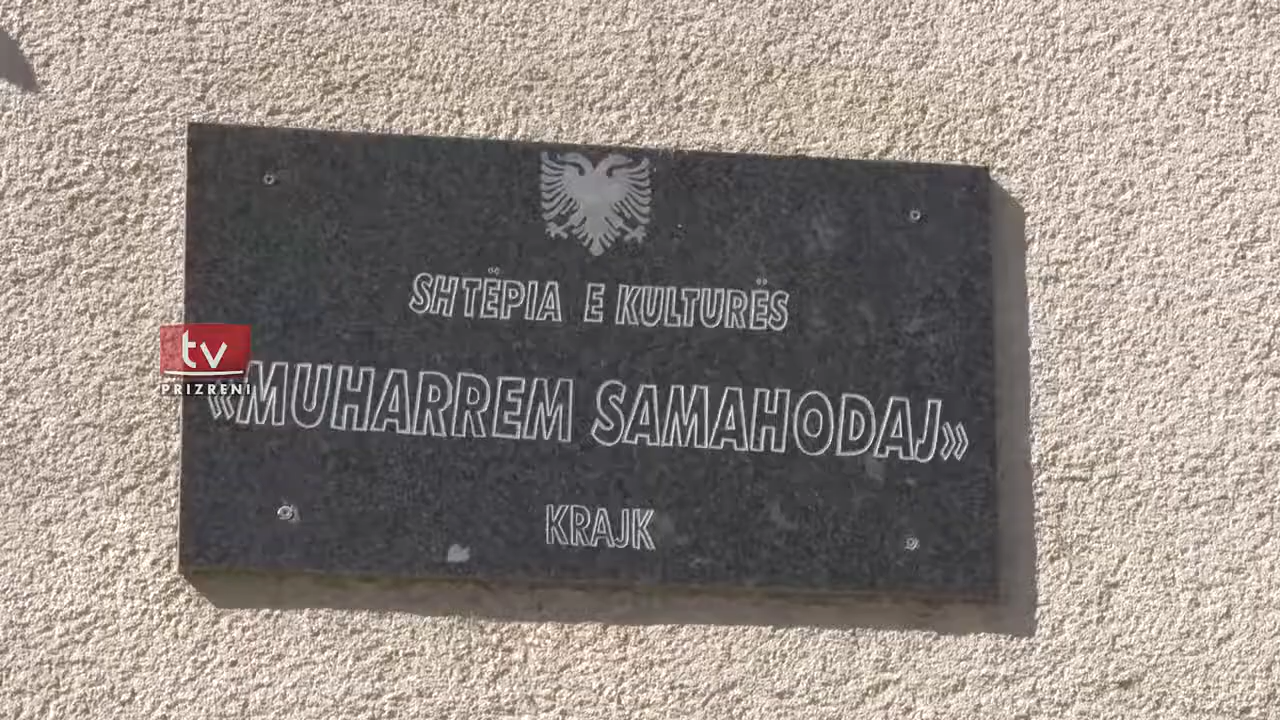 SHTËPIA E KULTURËS
tv
PRIZRENI
«MUHARREM SAMAHODAJ»
KRAJK